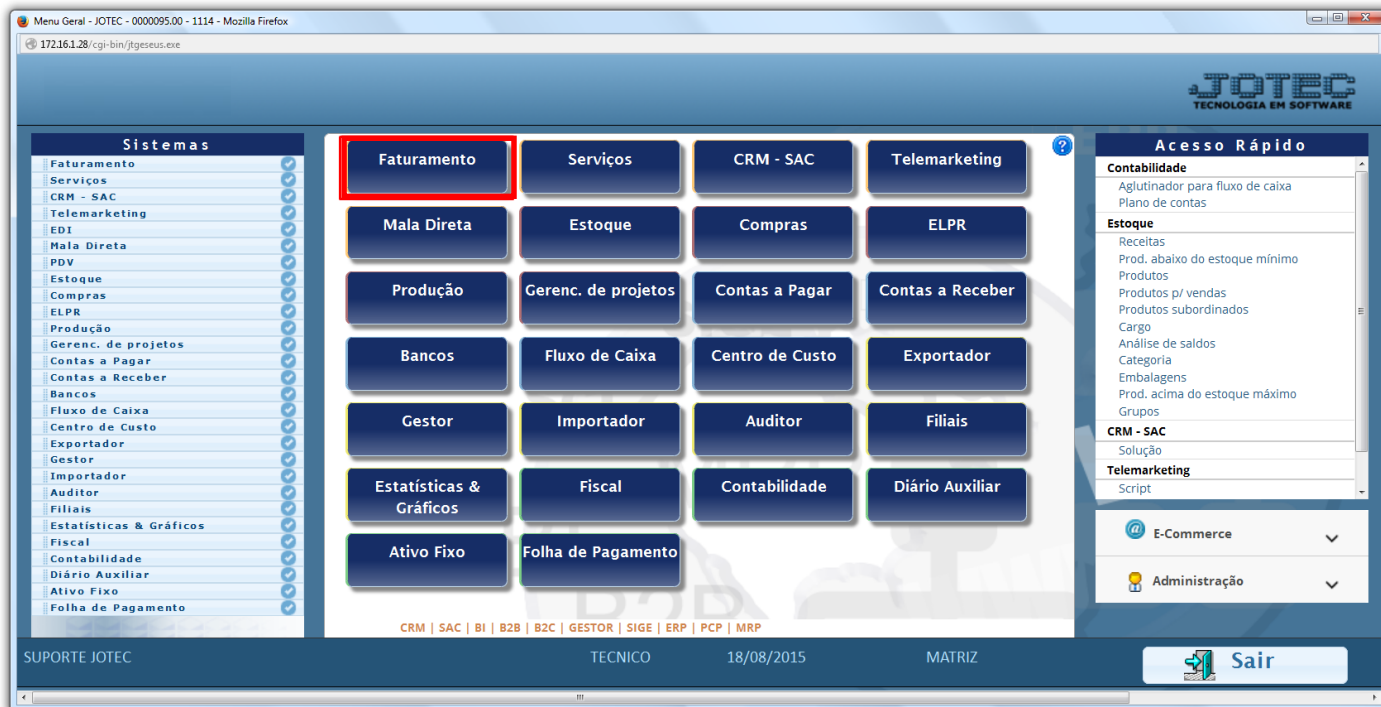 Menu Geral - JOTEC - 0000095.00 - 1114 - Mozilla Firefox
172.16.1.28/cgi-bin/jtgeseus.exe
JOTEC
TECNOLOGIA EM SOFTWARE
Sistemas
Faturamento
Serviços
CRM - SAC
Telemarketing
EDI
Mala Direta
PDV
Estoque
Compras
ELPR
Produção
Gerenc. de projetos
Contas a Pagar
Contas a Receber
Bancos
Fluxo de Caixa
Centro de Custo
Exportador
Gestor
Importador
Auditor
Filiais
Estatísticas & Gráficos
Fiscal
Contabilidade
Diário Auxiliar
Ativo Fixo
Folha de Pagamento
Faturamento
Serviços
CRM - SAC
Telemarketing
Mala Direta
Estoque
Compras
ELPR
Produção
Gerenc. de projetos
Contas a Pagar
Contas a Receber
Bancos
Fluxo de Caixa
Centro de Custo
Exportador
Gestor
Importador
Auditor
Filiais
Estatísticas &
Gráficos
Fiscal
Contabilidade
Diário Auxiliar
Ativo Fixo
Folha de Pagamento
CRM | SAC | BI | B2B | B2C | GESTOR | SIGE | ERP | PCP | MRP
Acesso Rápido
Contabilidade
Aglutinador para fluxo de caixa
Plano de contas
Estoque
Receitas
Prod. abaixo do estoque mínimo
Produtos
Produtos p/ vendas
Produtos subordinados
Cargo
Análise de saldos
Categoria
Embalagens
Prod. acima do estoque máximo
Grupos
CRM - SAC
Solução
Telemarketing
Script
E-Commerce
Administração
SUPORTE JOTEC
TECNICO
18/08/2015
MATRIZ
Sair